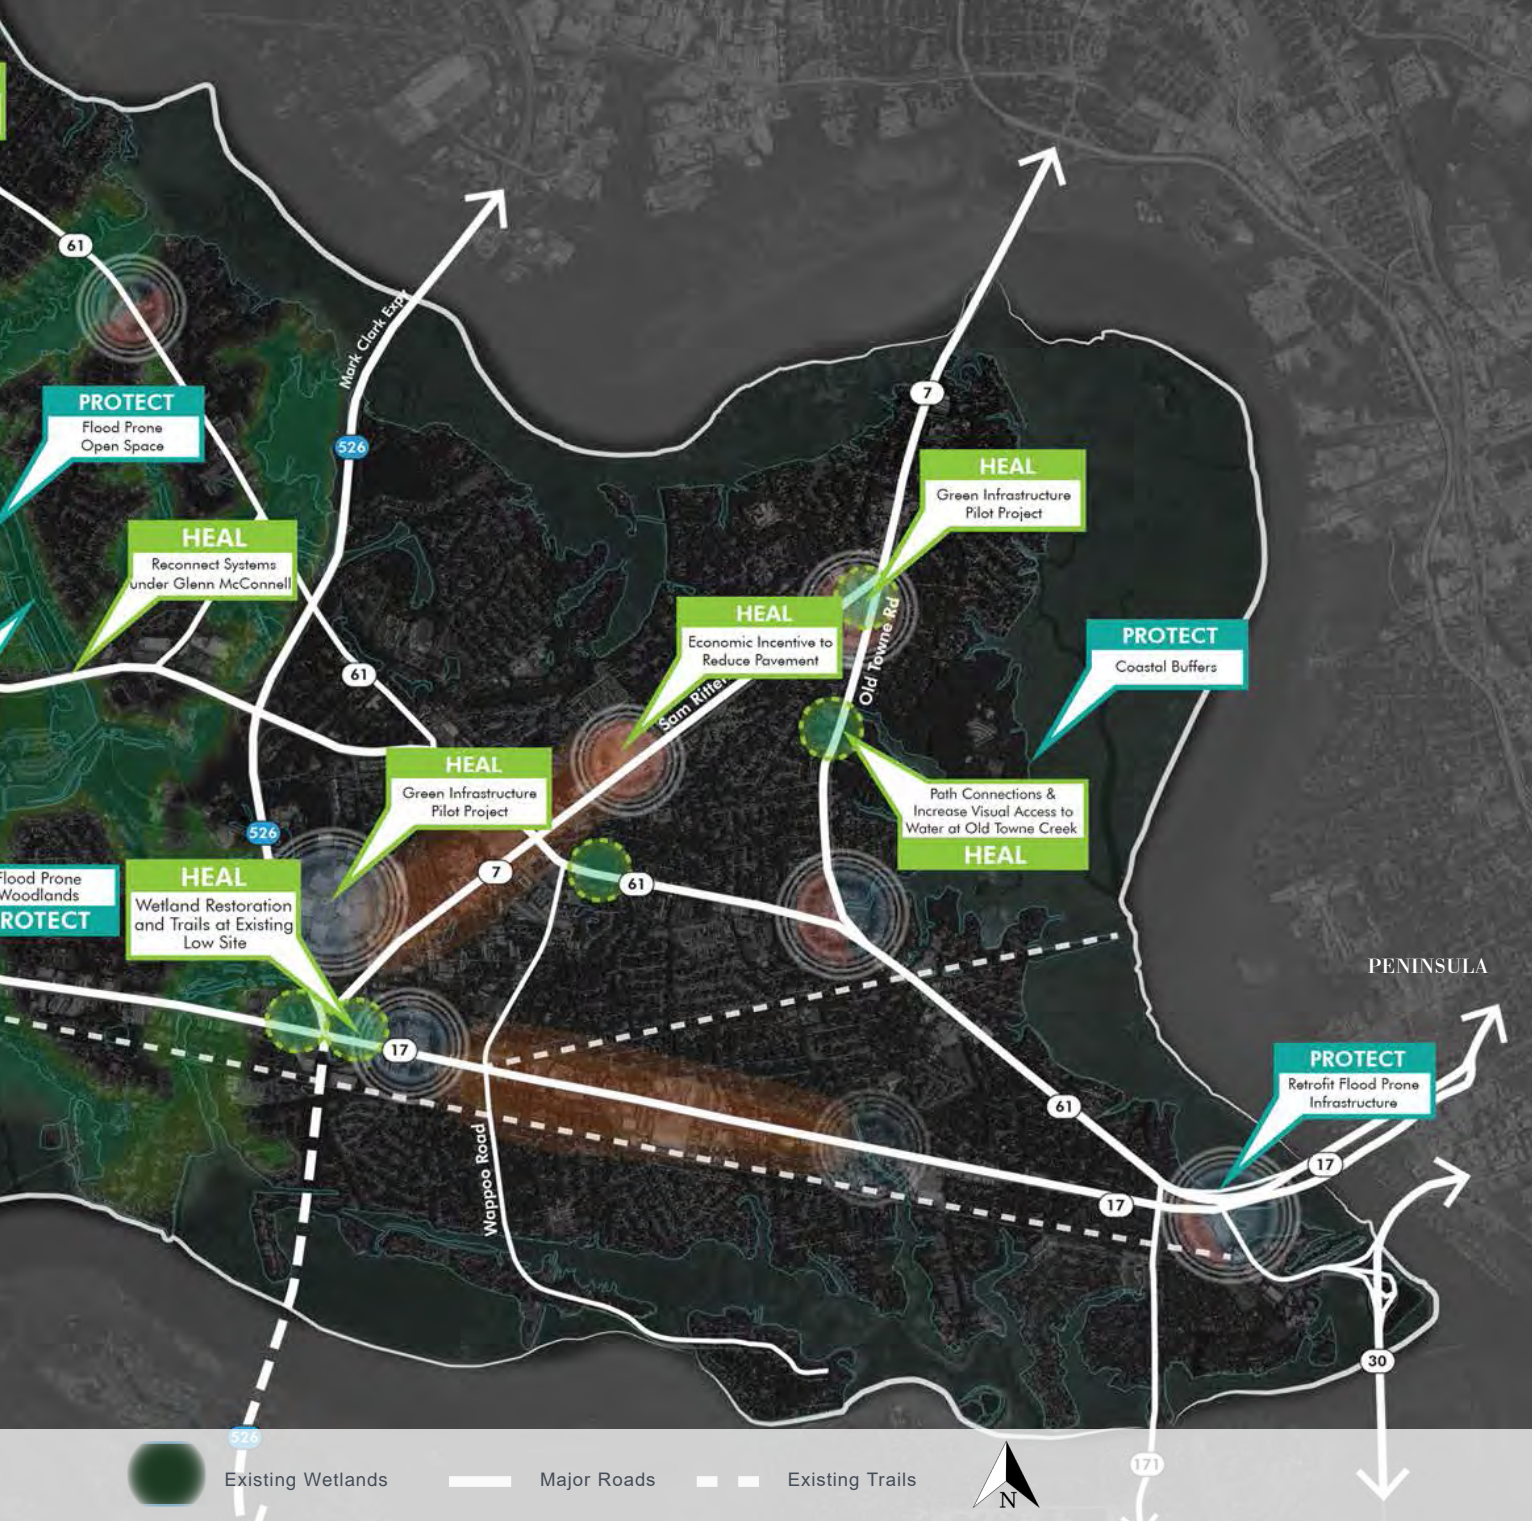 61
Mark Clark Expy
7
PROTECT
Flood Prone
Open Space
526
HEAL
Green Infrastructure
Pilot Project
HEAL
Reconnect Systems
under Glenn McConnell
HEAL
Economic Incentive to
Reduce Pavement
Old Towne Rd
PROTECT
Coastal Buffers
61
Sam Ritten
HEAL
Green Infrastructure
Pilot Project
Path Connections &
Increase Visual Access to
Water at Old Towne Creek
HEAL
526
Flood Prone
Woodlands
ROTECT
HEAL
Wetland Restoration
and Trails at Existing
Low Site
7
61
PENINSULA
17
PROTECT
Retrofit Flood Prone
Infrastructure
61
Wappoo Road
17
17
30
526
171
Existing Wetlands
Major Roads
Existing Trails
N